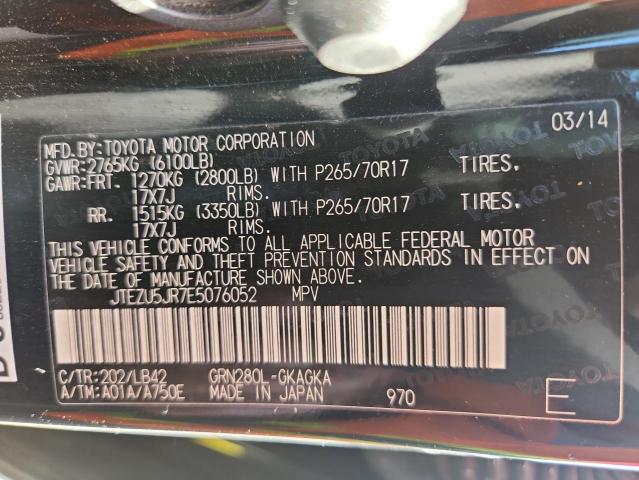 03/14
MFD.BY:TOYOTA MOTOR CORPORATION
GVWR:2765KG (6100LB)
GAWR:FRT. 1270KG (2800LB) WITH P265/70R17 TIRES.
17X7J RIMS.
RR. 1515KG (3350LB) WITH P265/70R17 TIRES.
17X7J RIMS.
THIS VEHICLE CONFORMS TO ALL APPLICABLE FEDERAL MOTOR
VEHICLE SAFETY AND THEFT PREVENTION STANDARDS IN EFFECT ON
THE DATE OF MANUFACTURE SHOWN ABOVE.
JTEZU5JR7E5076052 MPV
C/TR:202/LB42 GRN280L-GKAGKA
A/TM:A01A/A750E MADE IN JAPAN 970 E